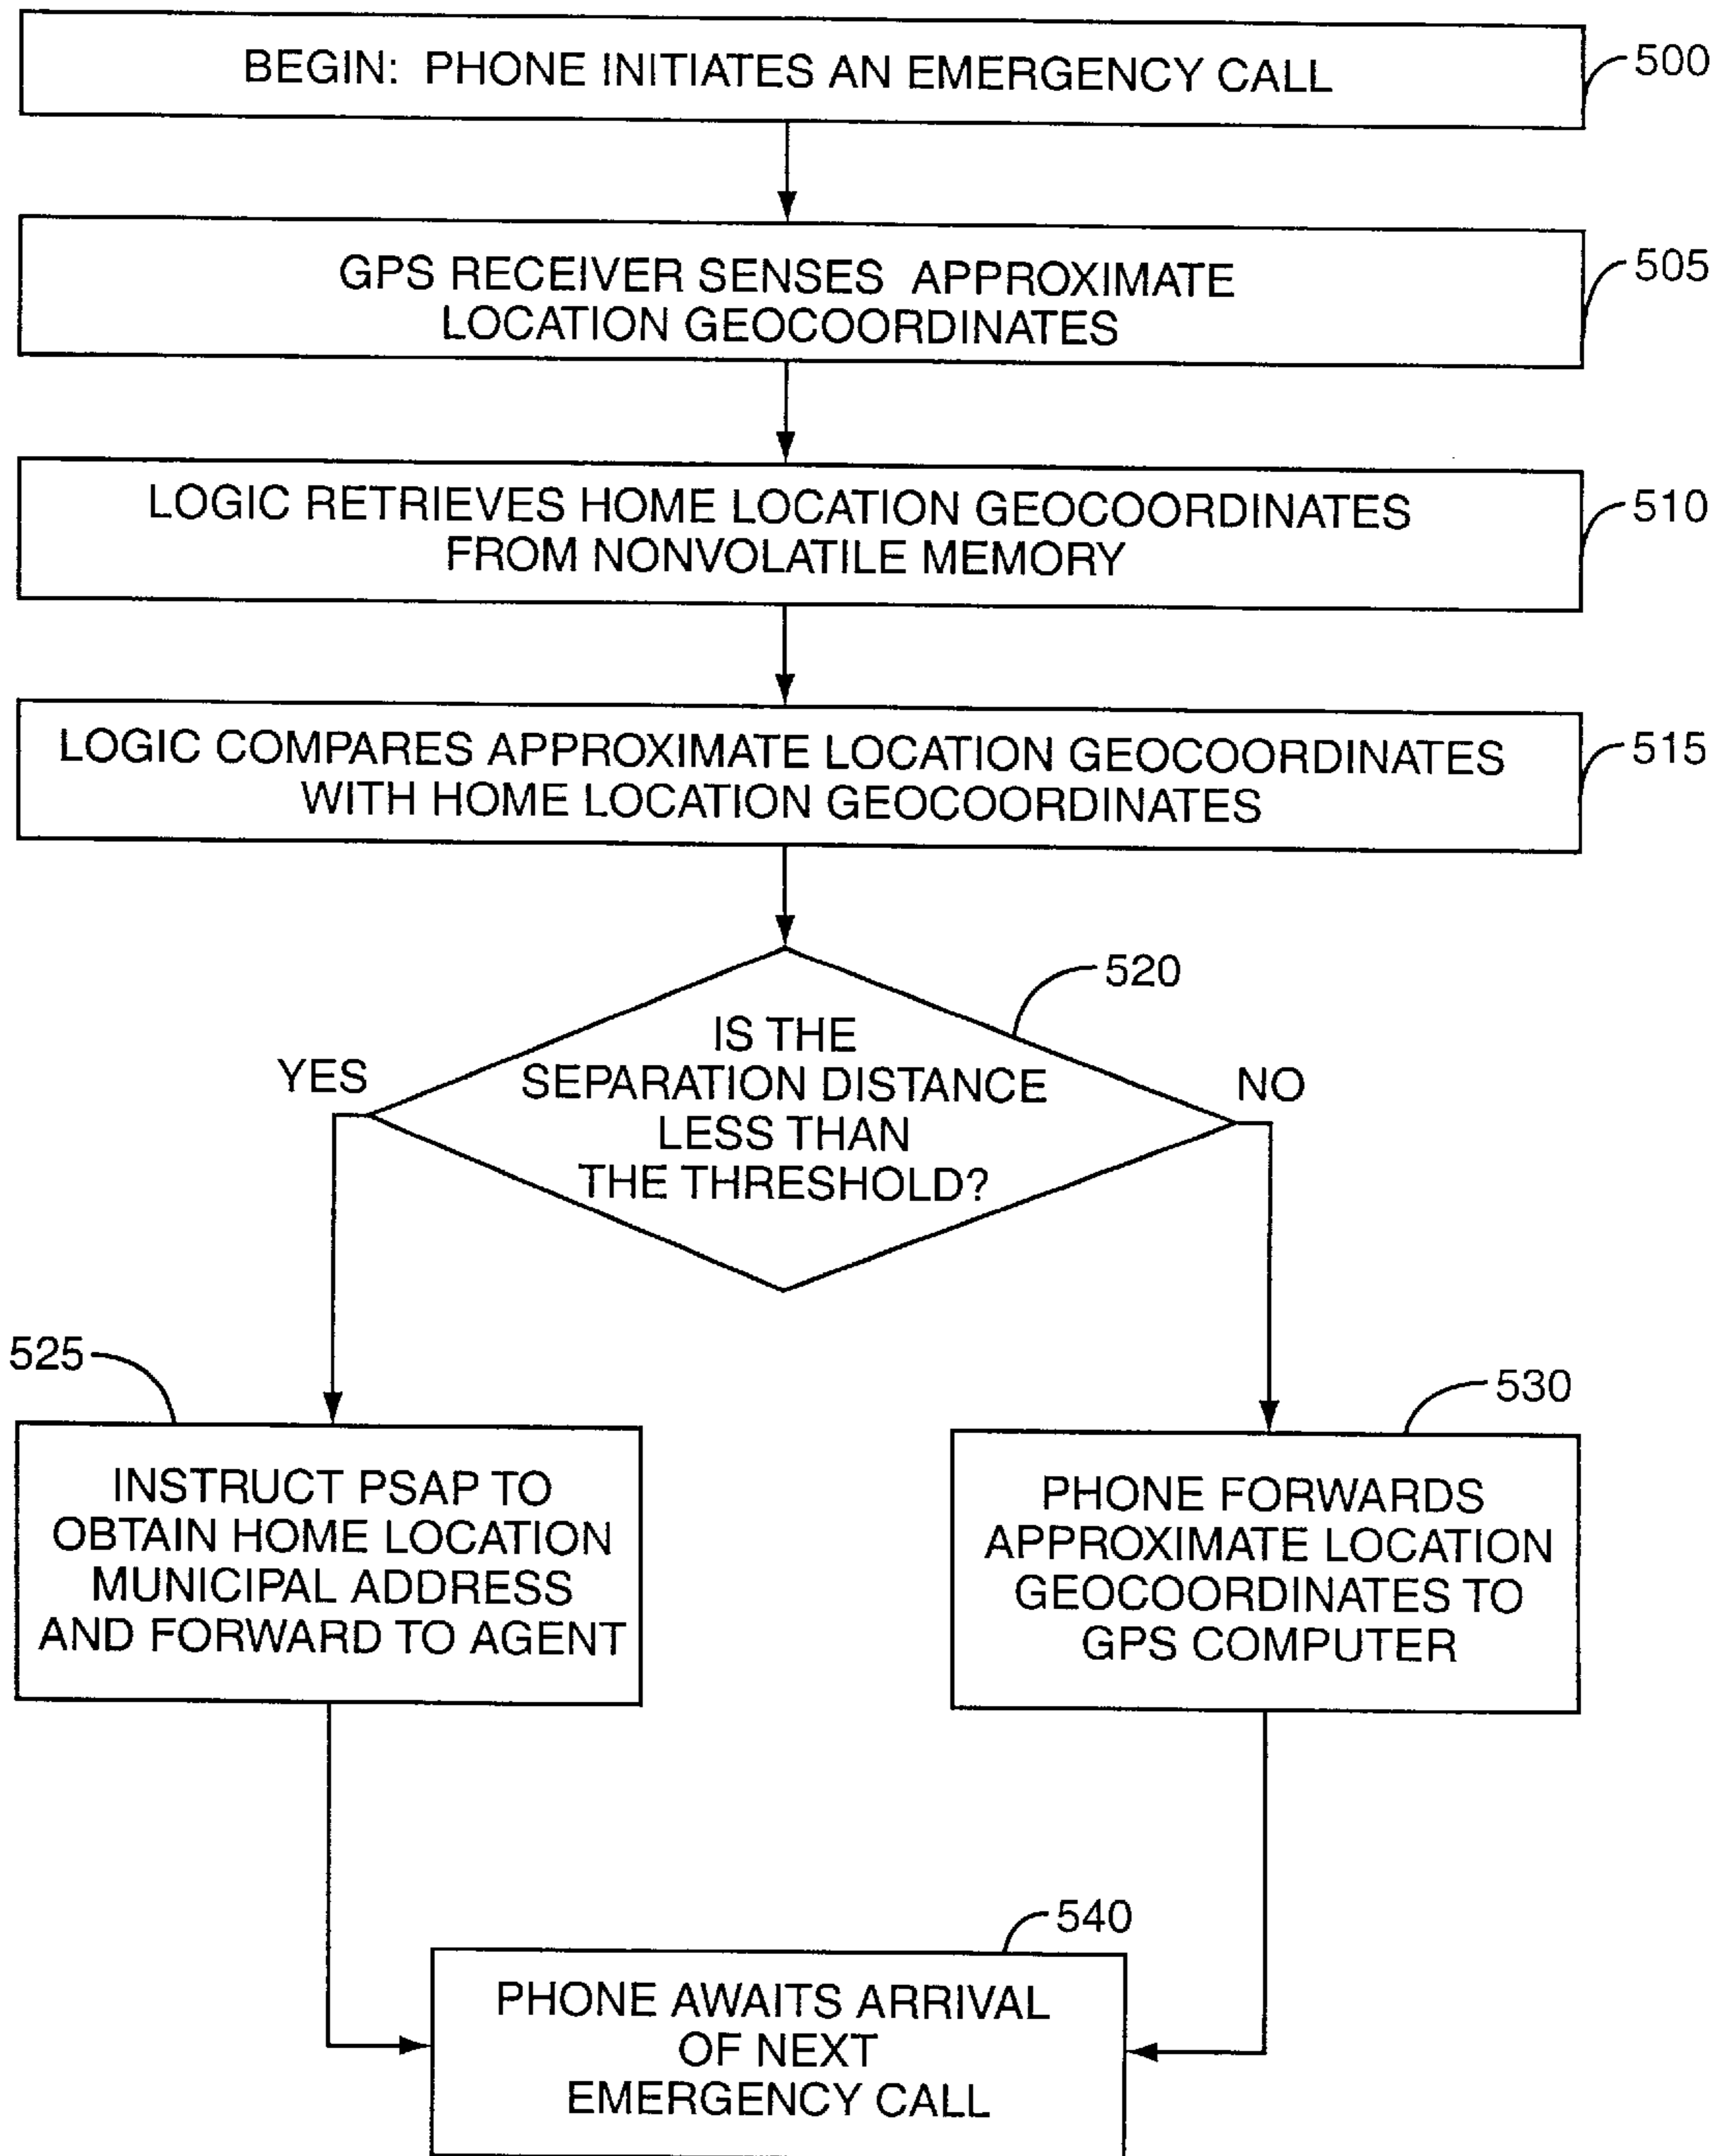 BEGIN: PHONE INITIATES AN EMERGENCY CALL
500
GPS RECEIVER SENSES APPROXIMATE
LOCATION GEOCOORDINATES
505
LOGIC RETRIEVES HOME LOCATION GEOCOORDINATES
FROM NONVOLATILE MEMORY
510
LOGIC COMPARES APPROXIMATE LOCATION GEOCOORDINATES
WITH HOME LOCATION GEOCOORDINATES
515
520
IS THE
SEPARATION DISTANCE
LESS THAN
THE THRESHOLD?
YES
NO
525
INSTRUCT PSAP TO
OBTAIN HOME LOCATION
MUNICIPAL ADDRESS
AND FORWARD TO AGENT
530
PHONE FORWARDS
APPROXIMATE LOCATION
GEOCOORDINATES TO
GPS COMPUTER
540
PHONE AWAITS ARRIVAL
OF NEXT
EMERGENCY CALL